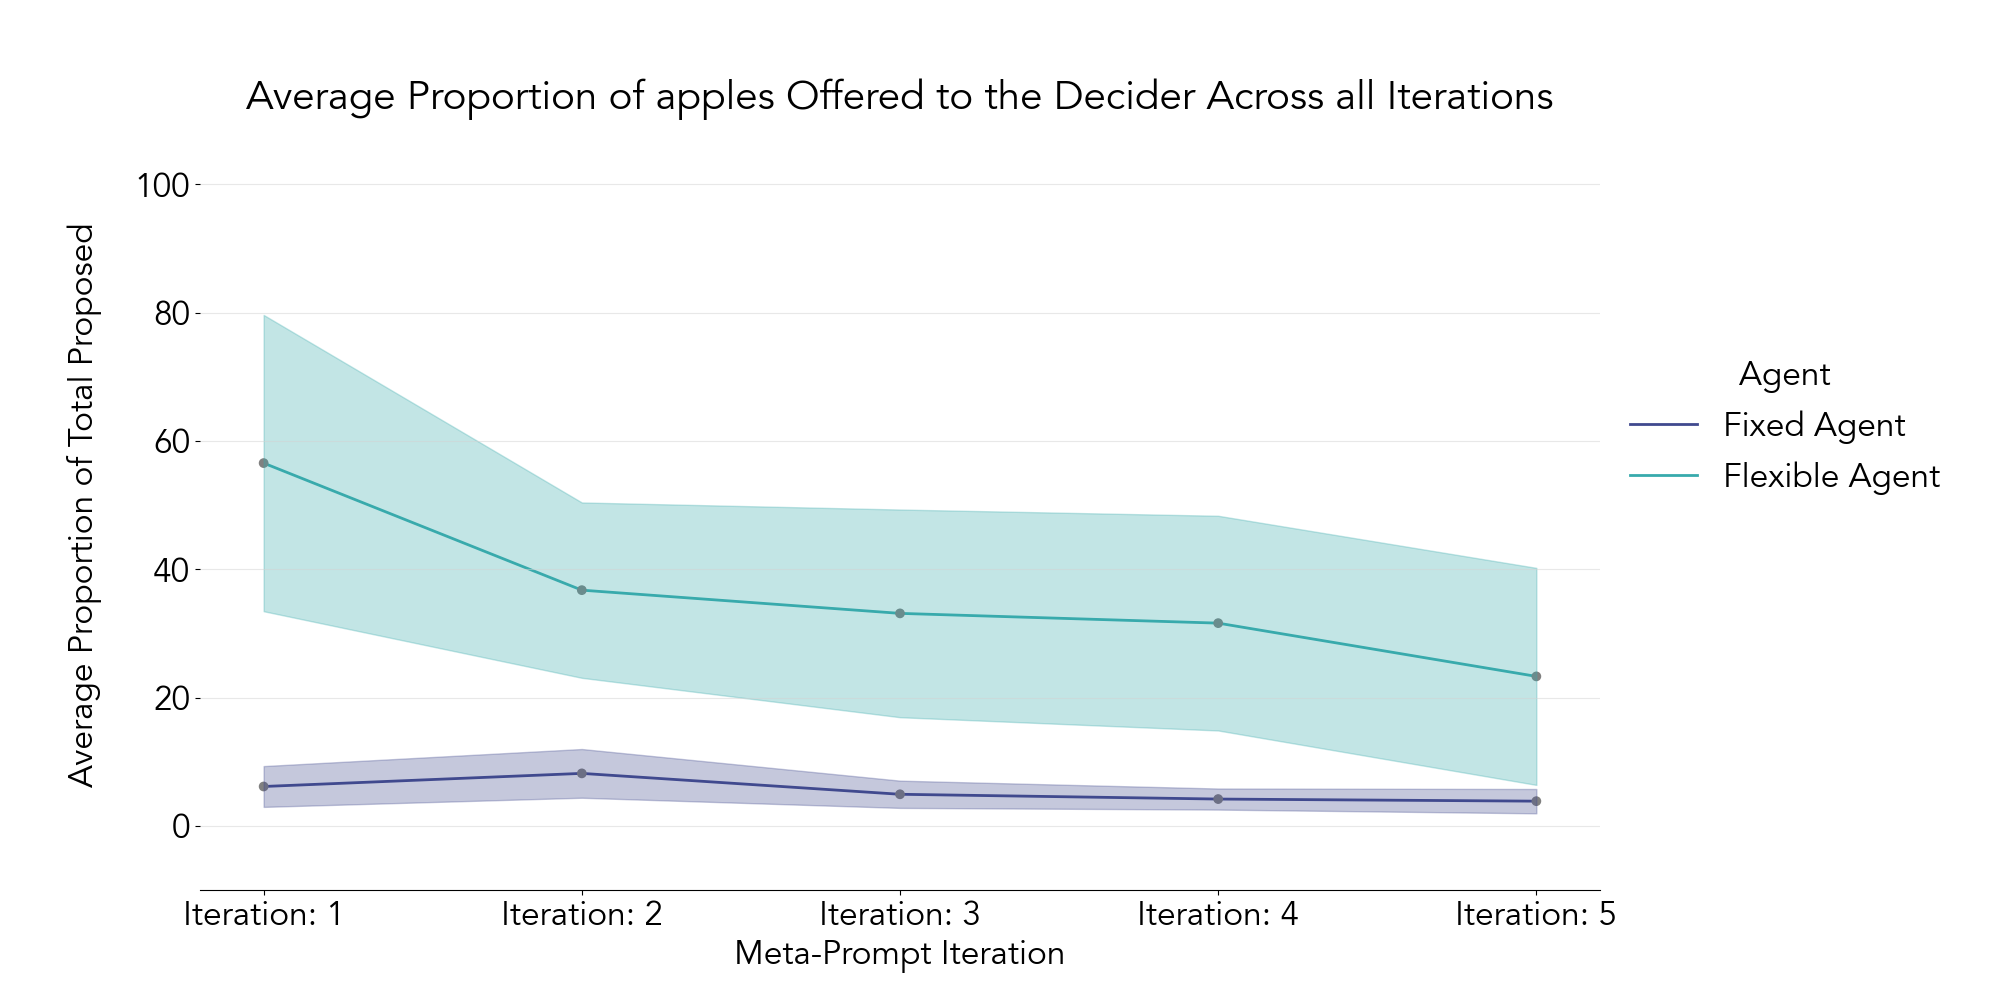 Average Proportion of apples Offered to the Decider Across all Iterations
Average Proportion of Total Proposed
100
80
60
40
20
0
Iteration: 1
Iteration: 2
Iteration: 3
Iteration: 4
Iteration: 5
Meta-Prompt Iteration
Agent
Fixed Agent
Flexible Agent